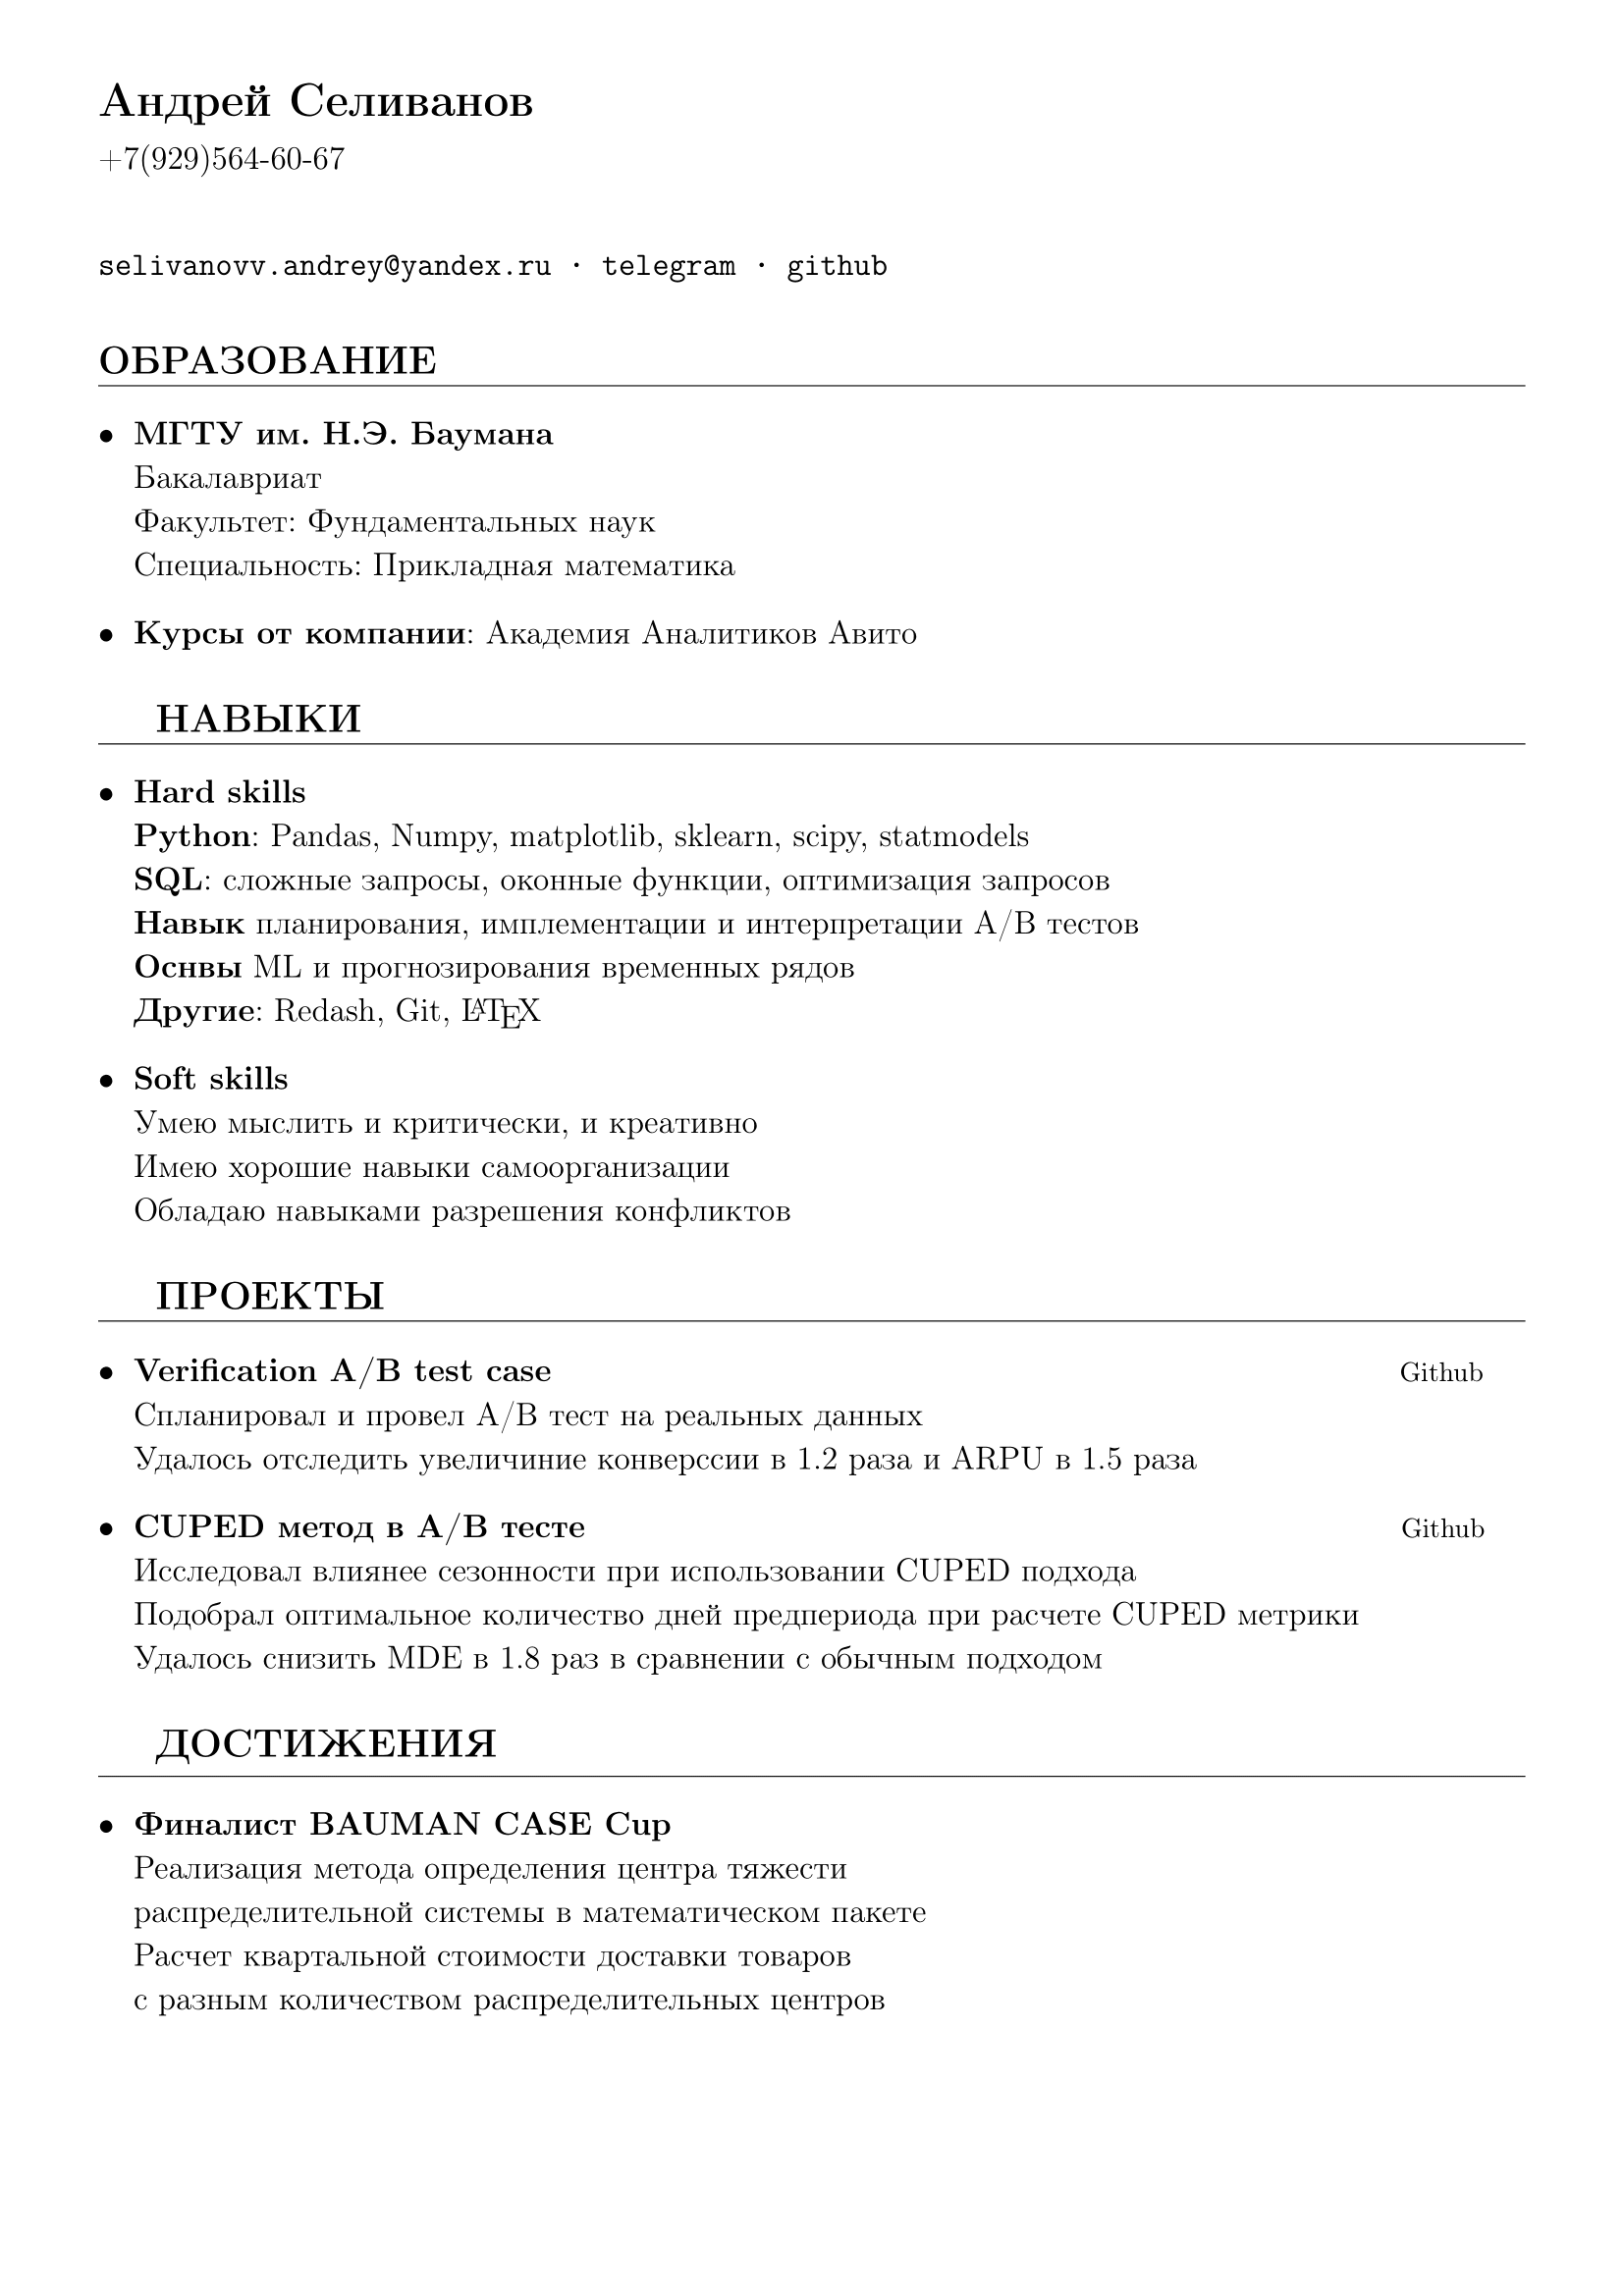 Андрей Селиванов
+7(929)564-60-67
selivanovv.andrey@yandex.ru · telegram · github
ОБРАЗОВАНИЕ
• МГТУ им. Н.Э. Баумана
Бакалавриат
Факультет: Фундаментальных наук
Специальность: Прикладная математика
• Курсы от компании: Академия Аналитиков Авито
НАВЫКИ
• Hard skills
Python: Pandas, Numpy, matplotlib, sklearn, scipy, statmodels
SQL: сложные запросы, оконные функции, оптимизация запросов
Навык планирования, имплементации и интерпретации A/B тестов
Оснвы ML и прогнозирования временных рядов
Другие: Redash, Git, LATEX
• Soft skills
Умею мыслить и критически, и креативно
Имею хорошие навыки самоорганизации
Обладаю навыками разрешения конфликтов
ПРОЕКТЫ
• Verification A/B test case Github
Спланировал и провел A/B тест на реальных данных
Удалось отследить увеличиние конверссии в 1.2 раза и ARPU в 1.5 раза
• CUPED метод в A/B тесте Github
Исследовал влиянее сезонности при использовании CUPED подхода
Подобрал оптимальное количество дней предпериода при расчете CUPED метрики
Удалось снизить MDE в 1.8 раз в сравнении с обычным подходом
ДОСТИЖЕНИЯ
• Финалист BAUMAN CASE Cup
Реализация метода определения центра тяжести
распределительной системы в математическом пакете
Расчет квартальной стоимости доставки товаров
с разным количеством распределительных центров